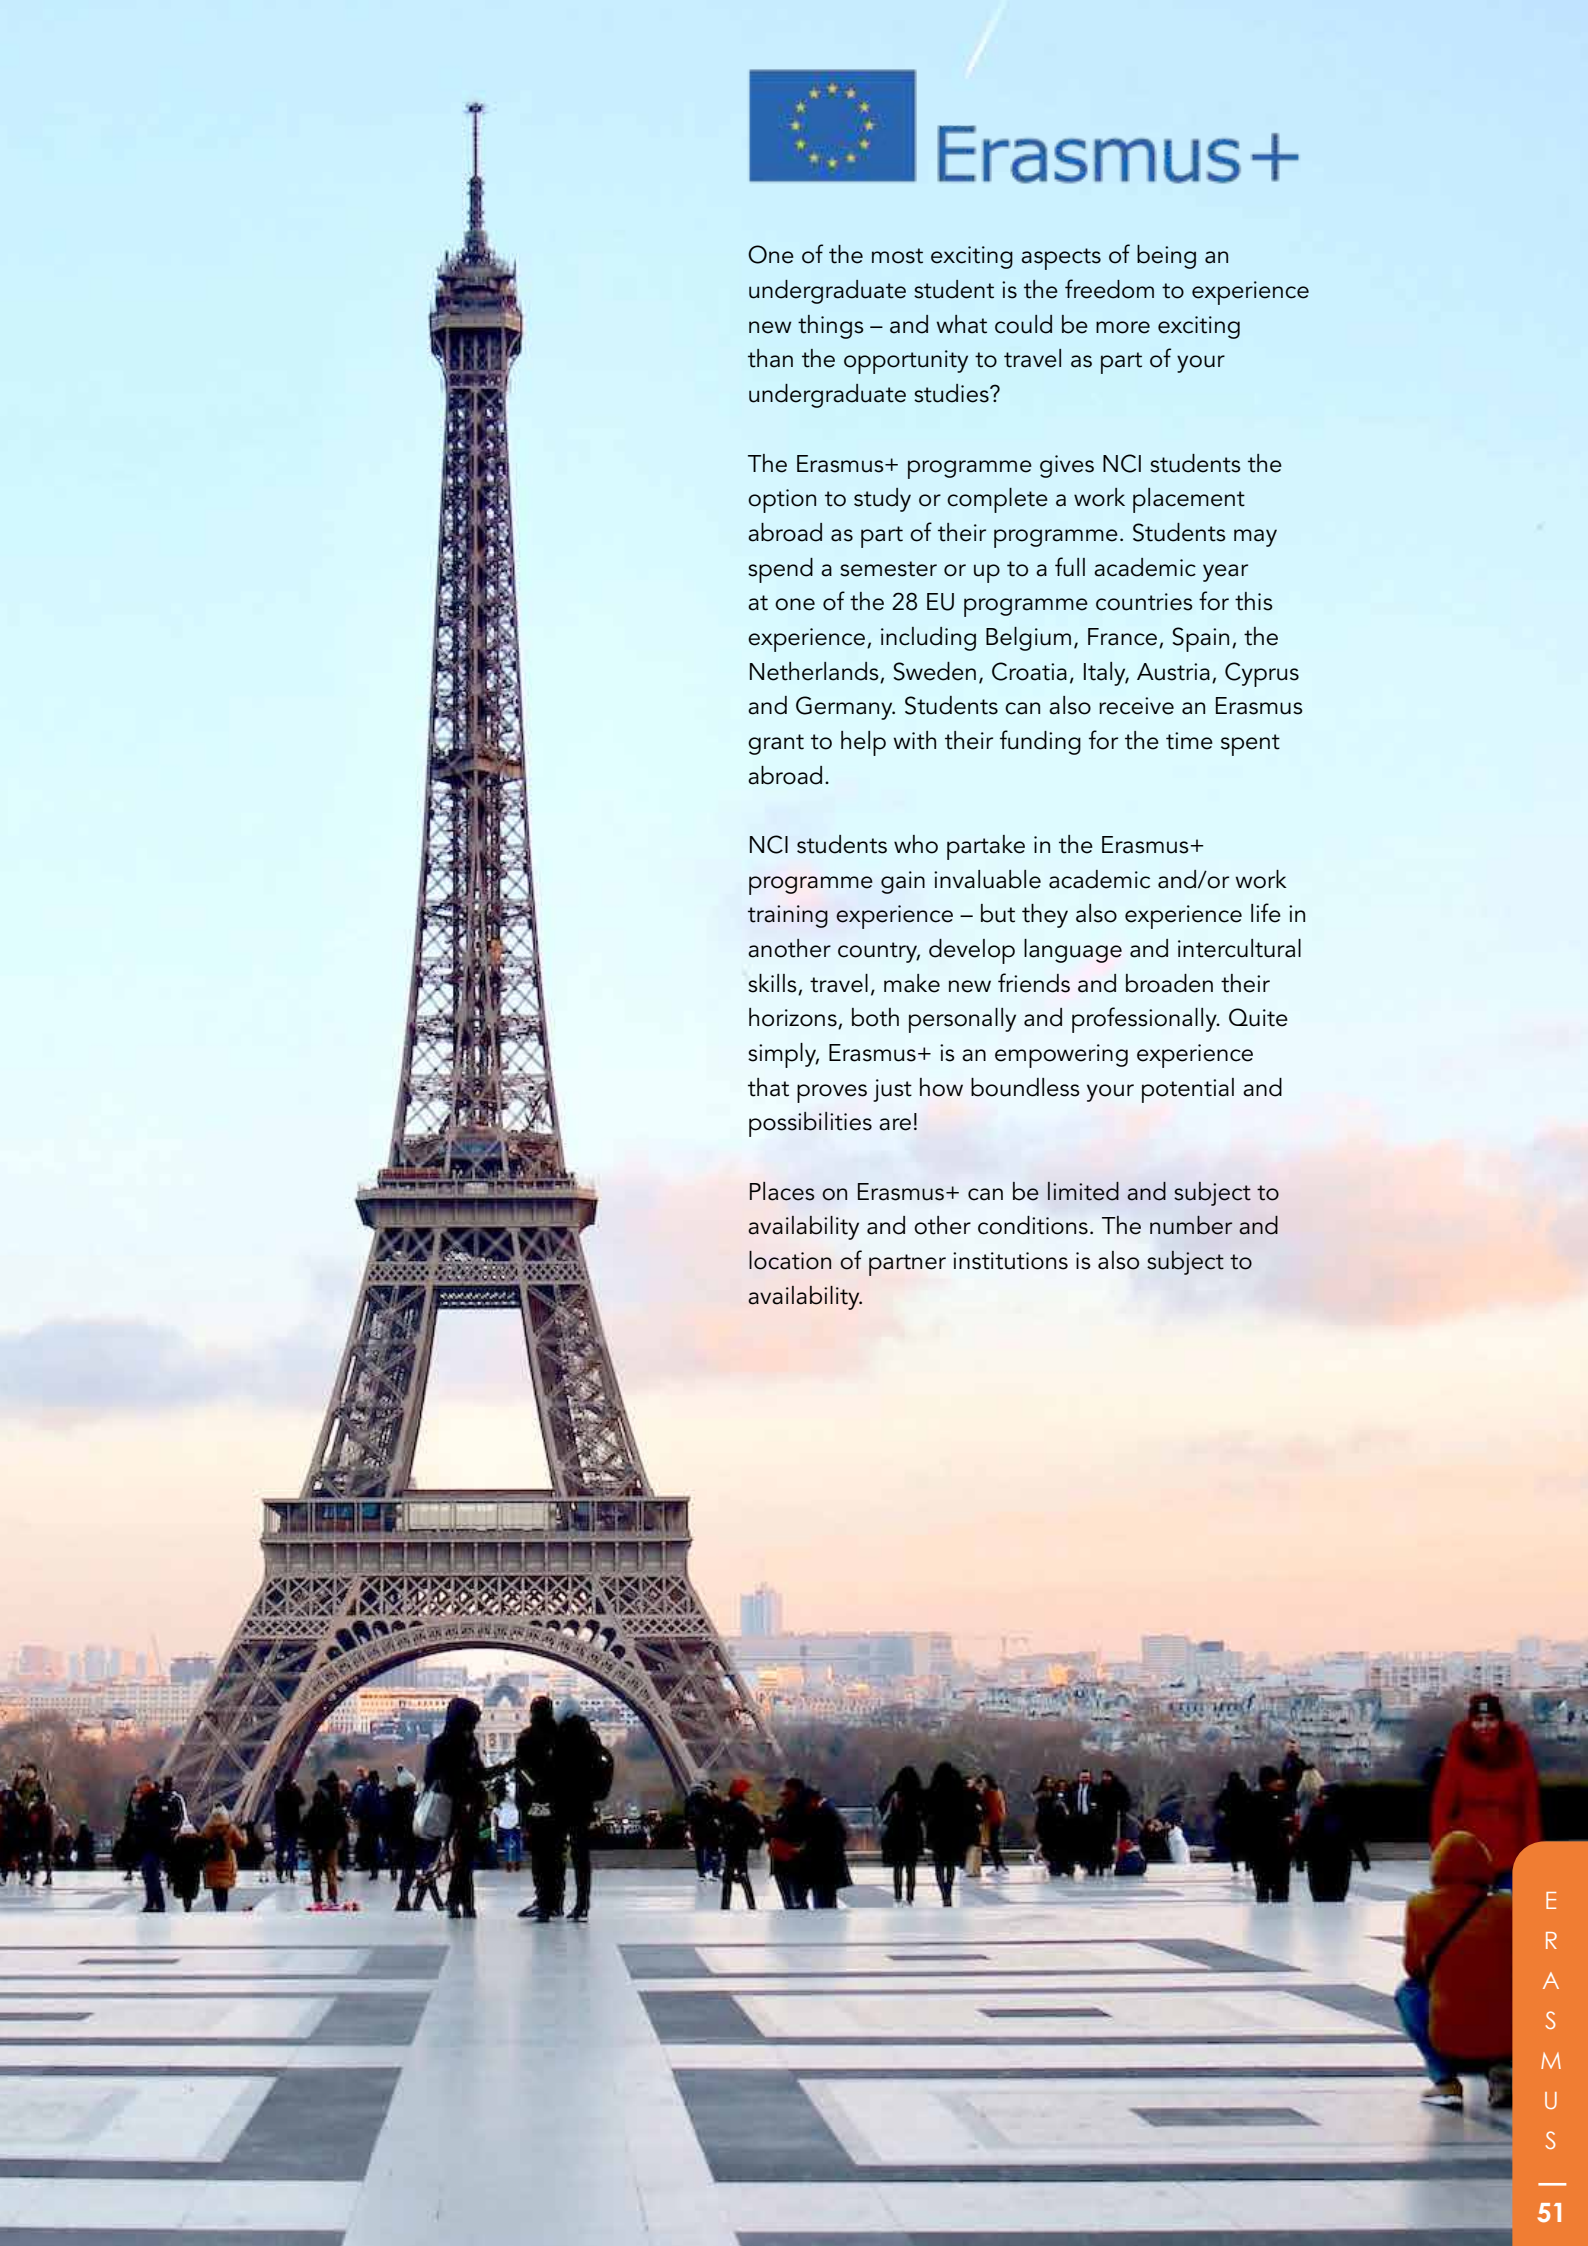 Erasmus+
One of the most exciting aspects of being an
undergraduate student is the freedom to experience
new things – and what could be more exciting
than the opportunity to travel as part of your
undergraduate studies?
The Erasmus+ programme gives NCI students the
option to study or complete a work placement
abroad as part of their programme. Students may
spend a semester or up to a full academic year
at one of the 28 EU programme countries for this
experience, including Belgium, France, Spain, the
Netherlands, Sweden, Croatia, Italy, Austria, Cyprus
and Germany. Students can also receive an Erasmus
grant to help with their funding for the time spent
abroad.
NCI students who partake in the Erasmus+
programme gain invaluable academic and/or work
training experience – but they also experience life in
another country, develop language and intercultural
skills, travel, make new friends and broaden their
horizons, both personally and professionally. Quite
simply, Erasmus+ is an empowering experience
that proves just how boundless your potential and
possibilities are!
Places on Erasmus+ can be limited and subject to
availability and other conditions. The number and
location of partner institutions is also subject to
availability.
ERASMUS
51